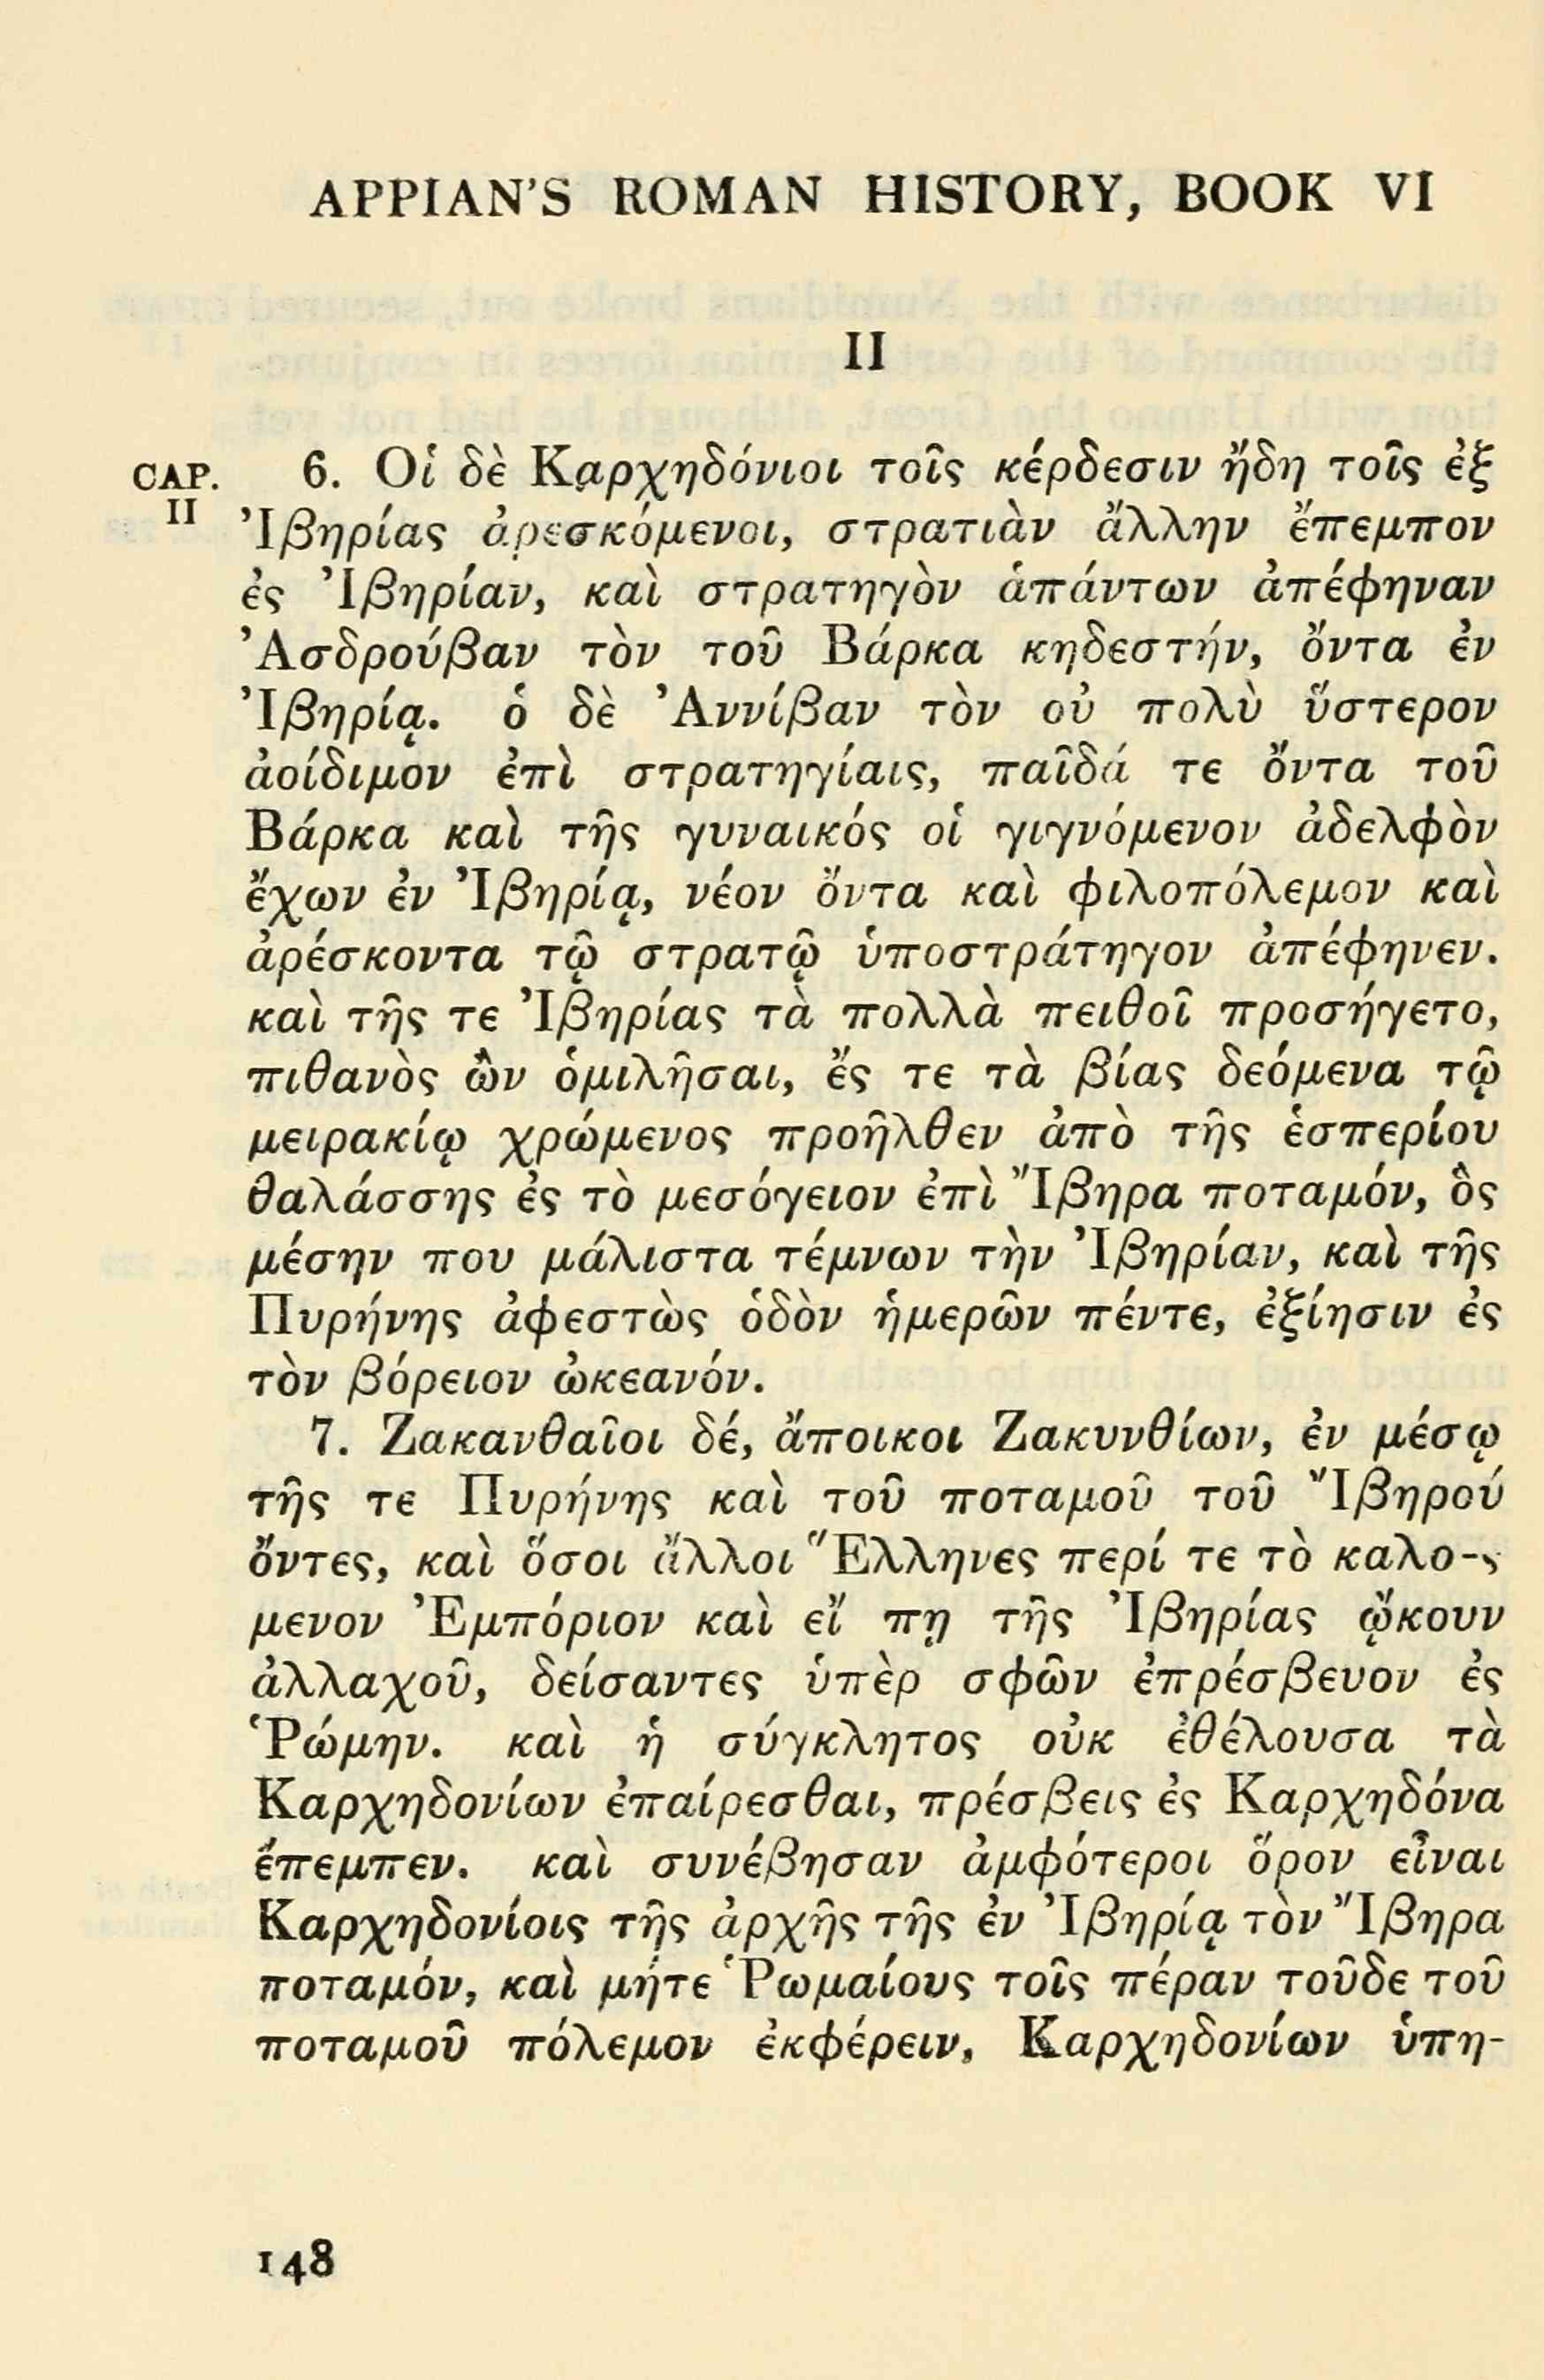 APPIAN'S ROMAN HISTORY, BOOK VI
II
CAP. II
6. Οἱ δὲ Καρχηδόνιοι τοῖς κέρδεσιν ἤδη τοῖς ἐξ
Ἰβηρίας ἀρεσκόμενοι, στρατιὰν ἄλλην ἔπεμπον
ἐς Ἰβηρίαν, καὶ στρατηγὸν ἁπάντων ἀπέφηναν
Ἀσδρούβαν τὸν τοῦ Βάρκα κηδεστήν, ὄντα ἐν
Ἰβηρίᾳ. ὁ δὲ Ἀννίβαν τὸν οὐ πολὺ ὕστερον
ἀοίδιμον ἐπὶ στρατηγίαις, παῖδά τε ὄντα τοῦ
Βάρκα καὶ τῆς γυναικός οἱ γιγνόμενον ἀδελφὸν
ἔχων ἐν Ἰβηρίᾳ, νέον ὄντα καὶ φιλοπόλεμον καὶ
ἀρέσκοντα τῷ στρατῷ ὑποστράτηγον ἀπέφηνεν.
καὶ τῆς τε Ἰβηρίας τὰ πολλὰ πειθοῖ προσήγετο,
πιθανὸς ὢν ὁμιλῆσαι, ἔς τε τὰ βίας δεόμενα τῷ
μειρακίῳ χρώμενος προῆλθεν ἀπὸ τῆς ἑσπερίου
θαλάσσης ἐς τὸ μεσόγειον ἐπὶ Ἴβηρα ποταμόν, ὃς
μέσην που μάλιστα τέμνων τὴν Ἰβηρίαν, καὶ τῆς
Πυρήνης ἀφεστὼς ὁδὸν ἡμερῶν πέντε, ἐξίησιν ἐς
τὸν βόρειον ὠκεανόν.
7. Ζακανθαῖοι δέ, ἄποικοι Ζακυνθίων, ἐν μέσῳ
τῆς τε Πυρήνης καὶ τοῦ ποταμοῦ τοῦ Ἴβηρού
ὄντες, καὶ ὅσοι ἄλλοι Ἕλληνες περί τε τὸ καλο-
μενον Ἐμπόριον καὶ εἴ πῃ τῆς Ἰβηρίας ᾤκουν
ἀλλαχοῦ, δείσαντες ὑπὲρ σφῶν ἐπρέσβευον ἐς
Ῥώμην. καὶ ἡ σύγκλητος οὐκ ἐθέλουσα τὰ
Καρχηδονίων ἐπαίρεσθαι, πρέσβεις ἐς Καρχηδόνα
ἔπεμπεν. καὶ συνέβησαν ἀμφότεροι ὅρον εἶναι
Καρχηδονίοις τῆς ἀρχῆς τῆς ἐν Ἰβηρίᾳ τὸν Ἴβηρα
ποταμόν, καὶ μήτε Ῥωμαίους τοῖς πέραν τοῦδε τοῦ
ποταμοῦ πόλεμον ἐκφέρειν, Καρχηδονίων ὑπη-
148